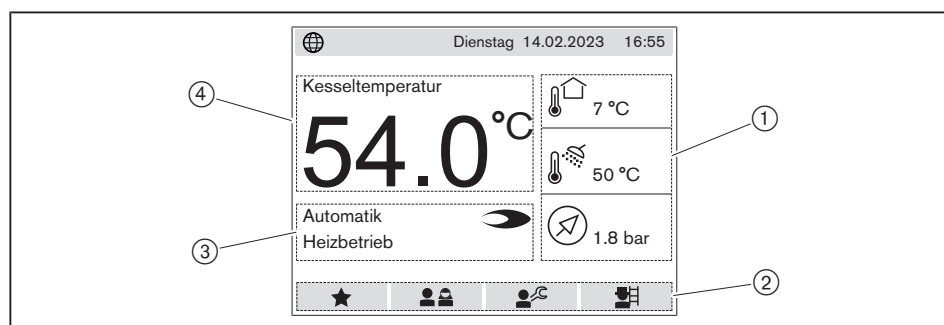 Dienstag 14.02.2023 16:55
Kesseltemperatur
54.0 °C
7 °C
50 °C
1.8 bar
Automatik
Heizbetrieb
1
2
3
4